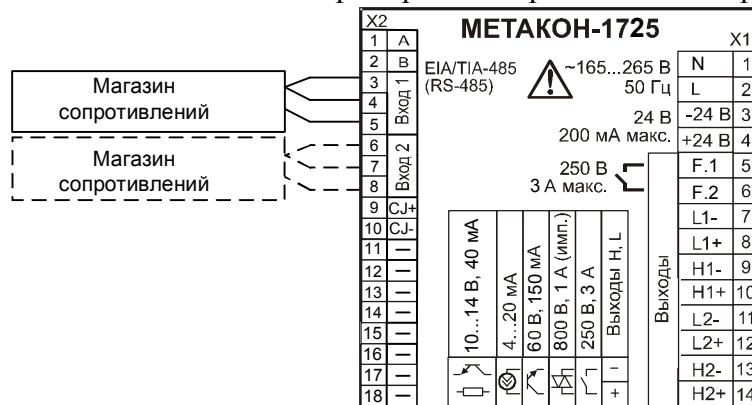 X2
МЕТАКОН-1725
X1
1 A
2 B
3
4
5
Вход 1
6
7
8
Вход 2
9 CJ+
10 CJ-
11 –
12 –
13 –
14 –
15 –
16 –
17 –
18 –
Магазин
сопротивлений
Магазин
сопротивлений
EIA/TIA-485
(RS-485)
~165...265 В
50 Гц
24 В
200 мА макс.
250 В
3 А макс.
10...14 В, 40 мА
4...20 мА
60 В, 150 мА
800 В, 1 А (имп.)
250 В, 3 А
Выходы H, L
–
+
Выходы
N 1
L 2
-24 В 3
+24 В 4
F.1 5
F.2 6
L1- 7
L1+ 8
H1- 9
H1+ 10
L2- 11
L2+ 12
H2- 13
H2+ 14